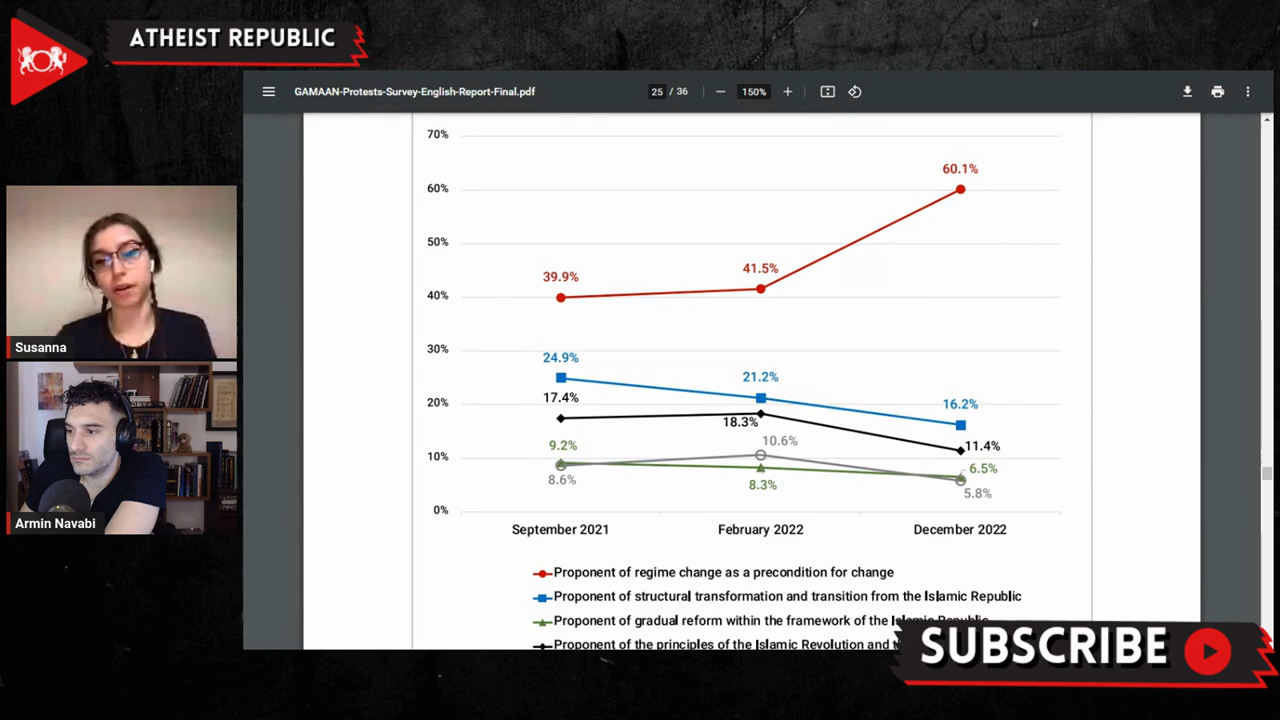 ATHEIST REPUBLIC
GAMAAN-Protests-Survey-English-Report-Final.pdf
25 / 36
150%
70%
60%
50%
40%
30%
20%
10%
0%
60.1%
39.9%
41.5%
24.9%
21.2%
16.2%
17.4%
18.3%
11.4%
9.2%
10.6%
6.5%
8.6%
8.3%
5.8%
September 2021
February 2022
December 2022
Proponent of regime change as a precondition for change
Proponent of structural transformation and transition from the Islamic Republic
Proponent of gradual reform within the framework of the Islamic Republic
Proponent of the principles of the Islamic Revolution and
Susanna
Armin Navabi
SUBSCRIBE